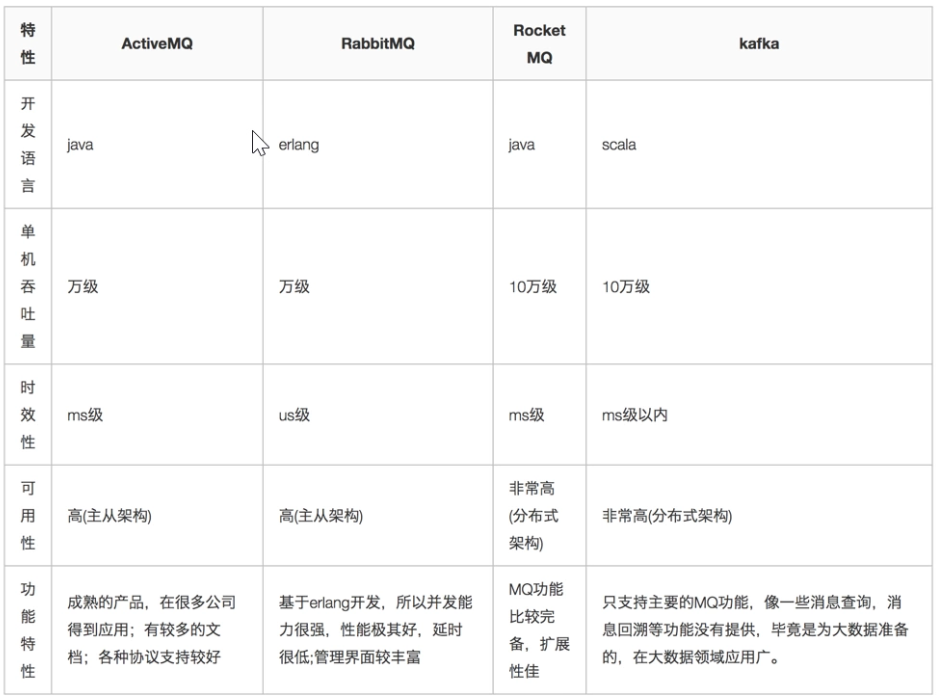 特
性
ActiveMQ
RabbitMQ
Rocket
MQ
kafka
开
发
语
言
java
erlang
java
scala
单
机
吞
吐
量
万级
万级
10万级
10万级
时
效
性
ms级
us级
ms级
ms级以内
可
用
性
高(主从架构)
高(主从架构)
非常高
(分布式
架构)
非常高(分布式架构)
功
能
特
性
成熟的产品，在很多公司
得到应用；有较多的文
档；各种协议支持较好
基于erlang开发，所以并发能
力很强，性能极其好，延时
很低;管理界面较丰富
MQ功能
比较完
备，扩展
性佳
只支持主要的MQ功能，像一些消息查询，消
息回溯等功能没有提供，毕竟是为大数据准备
的，在大数据领域应用广。